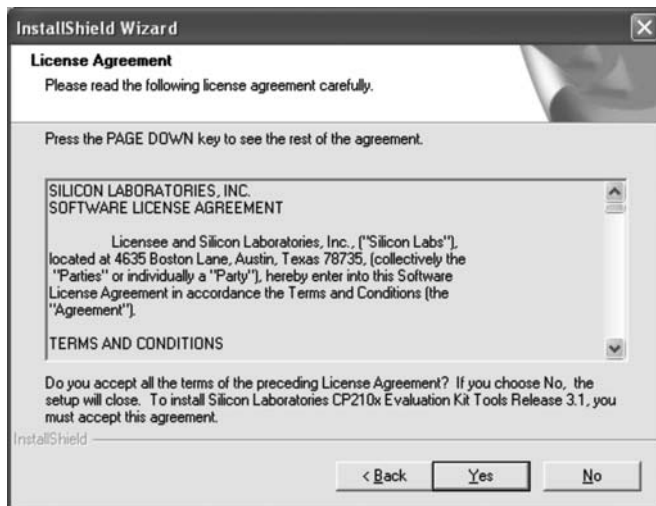 InstallShield Wizard
License Agreement
Please read the following license agreement carefully.
Press the PAGE DOWN key to see the rest of the agreement.
SILICON LABORATORIES, INC.
SOFTWARE LICENSE AGREEMENT
Licensee and Silicon Laboratories, Inc., ("Silicon Labs"),
located at 4635 Boston Lane, Austin, Texas 78735, (collectively the
"Parties" or individually a "Party"), hereby enter into this Software
License Agreement in accordance the Terms and Conditions (the
"Agreement").
TERMS AND CONDITIONS
Do you accept all the terms of the preceding License Agreement? If you choose No, the
setup will close. To install Silicon Laboratories CP210x Evaluation Kit Tools Release 3.1, you
must accept this agreement.
InstallShield
< Back Yes No